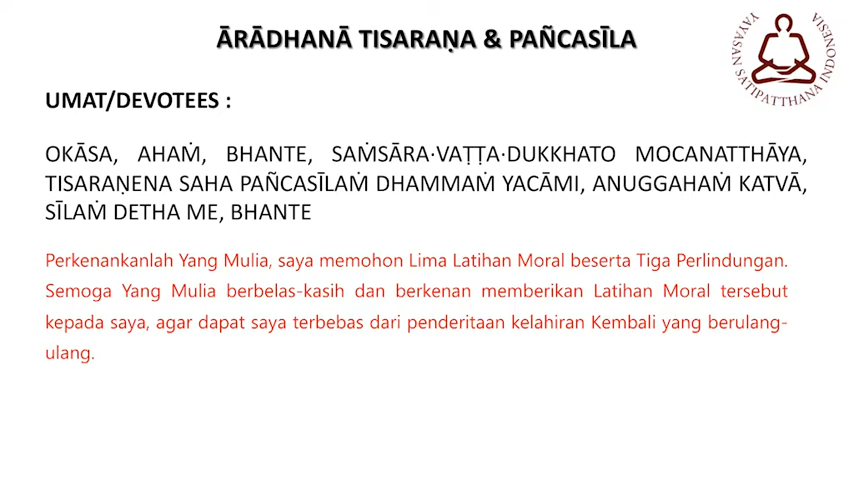 ĀRĀDHANĀ TISARAṆA & PAÑCASĪLA
YAYASAN SATIPATTHANA INDONESIA
UMAT/DEVOTEES :
OKĀSA, AHAṀ, BHANTE, SAṀSĀRA·VAṬṬA·DUKKHATO MOCANATTHĀYA,
TISARAṆENA SAHA PAÑCASĪLAṀ DHAMMAṀ YACĀMI, ANUGGAHAṀ KATVĀ,
SĪLAṀ DETHA ME, BHANTE
Perkenankanlah Yang Mulia, saya memohon Lima Latihan Moral beserta Tiga Perlindungan.
Semoga Yang Mulia berbelas-kasih dan berkenan memberikan Latihan Moral tersebut
kepada saya, agar dapat saya terbebas dari penderitaan kelahiran Kembali yang berulang-
ulang.